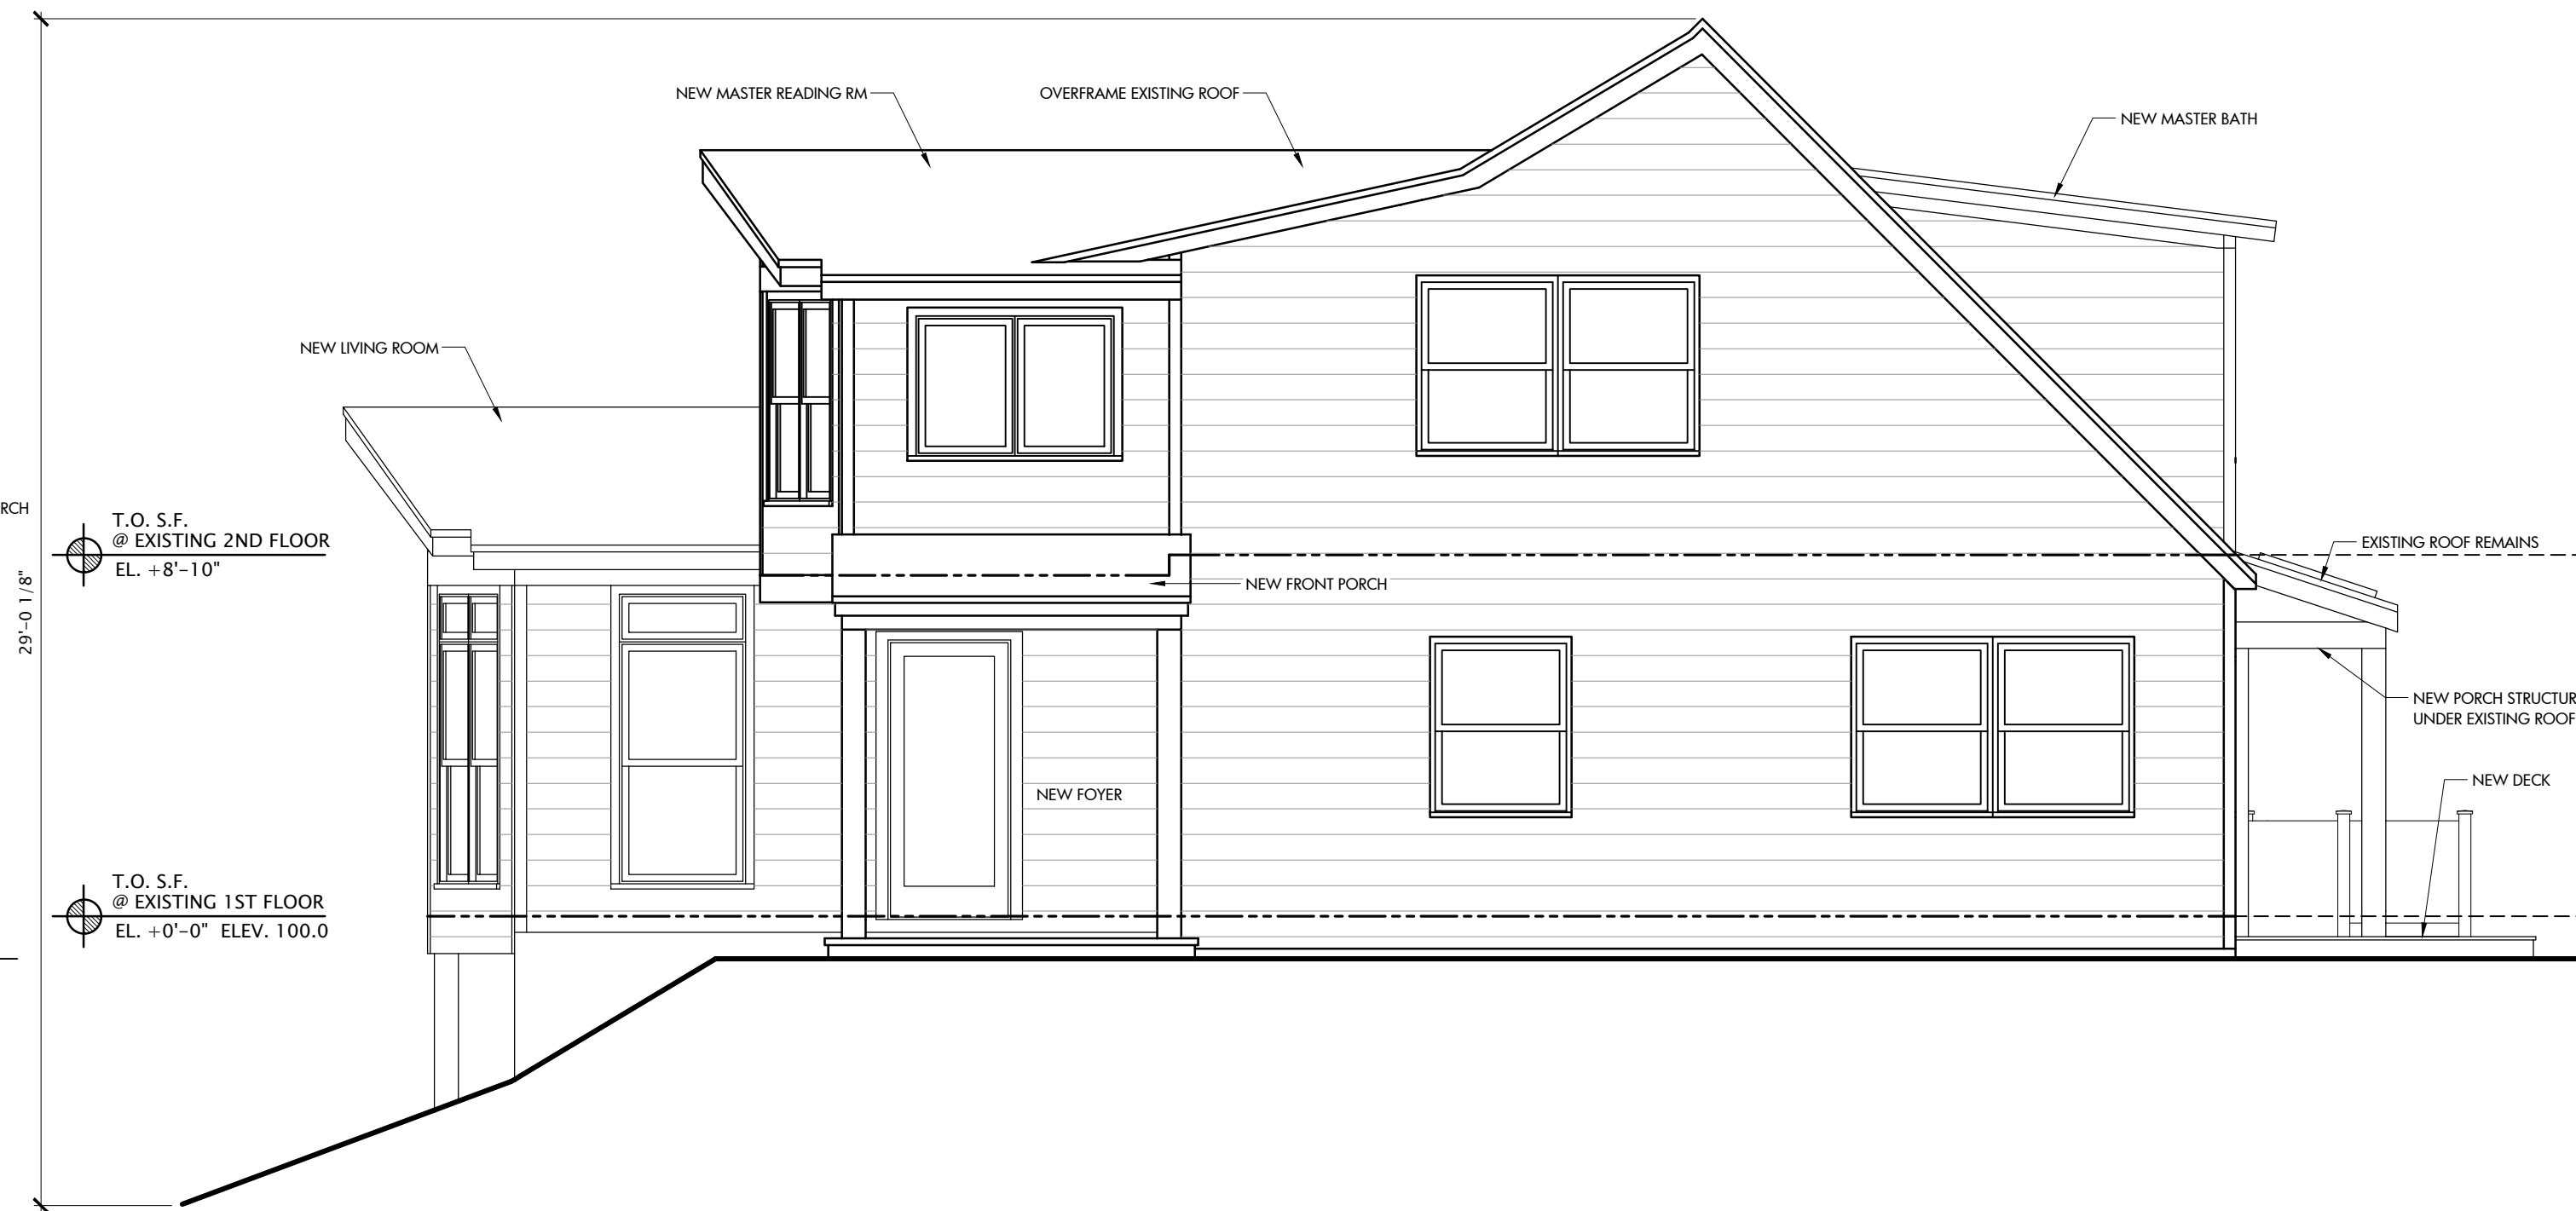 NEW MASTER READING RM
OVERFRAME EXISTING ROOF
NEW MASTER BATH
NEW LIVING ROOM
RCH
T.O. S.F.
@ EXISTING 2ND FLOOR
EL. +8'-10"
29'-0 1/8"
EXISTING ROOF REMAINS
NEW FRONT PORCH
NEW PORCH STRUCTUR
UNDER EXISTING ROOF
NEW DECK
NEW FOYER
T.O. S.F.
@ EXISTING 1ST FLOOR
EL. +0'-0" ELEV. 100.0